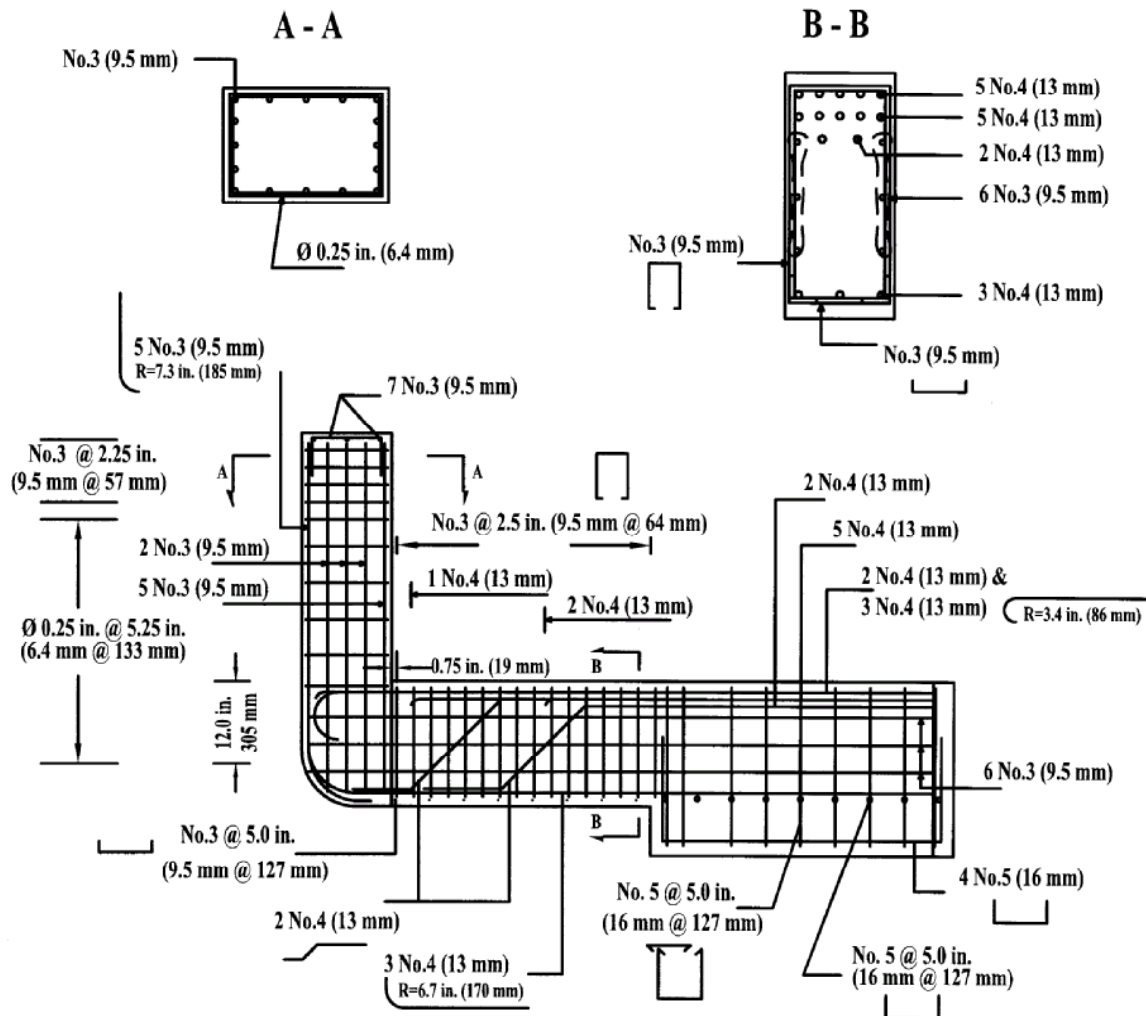 A - A
B - B
No.3 (9.5 mm)
Ø 0.25 in. (6.4 mm)
5 No.4 (13 mm)
5 No.4 (13 mm)
2 No.4 (13 mm)
6 No.3 (9.5 mm)
No.3 (9.5 mm)
3 No.4 (13 mm)
No.3 (9.5 mm)
5 No.3 (9.5 mm)
R=7.3 in. (185 mm)
7 No.3 (9.5 mm)
No.3 @ 2.25 in.
(9.5 mm @ 57 mm)
A
A
2 No.4 (13 mm)
No.3 @ 2.5 in. (9.5 mm @ 64 mm)
5 No.4 (13 mm)
2 No.3 (9.5 mm)
1 No.4 (13 mm)
2 No.4 (13 mm) &
3 No.4 (13 mm)
R=3.4 in. (86 mm)
5 No.3 (9.5 mm)
2 No.4 (13 mm)
Ø 0.25 in. @ 5.25 in.
(6.4 mm @ 133 mm)
0.75 in. (19 mm)
B
12.0 in.
305 mm
6 No.3 (9.5 mm)
B
No.3 @ 5.0 in.
(9.5 mm @ 127 mm)
4 No.5 (16 mm)
No. 5 @ 5.0 in.
(16 mm @ 127 mm)
2 No.4 (13 mm)
3 No.4 (13 mm)
R=6.7 in. (170 mm)
No. 5 @ 5.0 in.
(16 mm @ 127 mm)